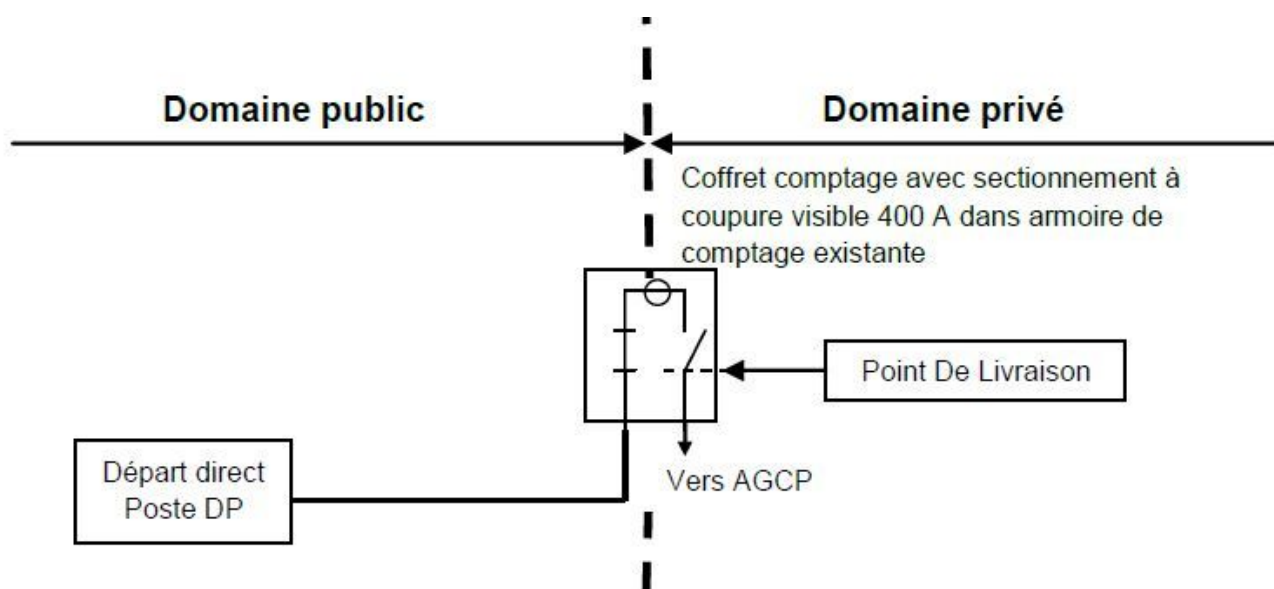 Domaine public
Domaine privé
Coffret comptage avec sectionnement à
coupure visible 400 A dans armoire de
comptage existante
Point De Livraison
Départ direct
Poste DP
Vers AGCP